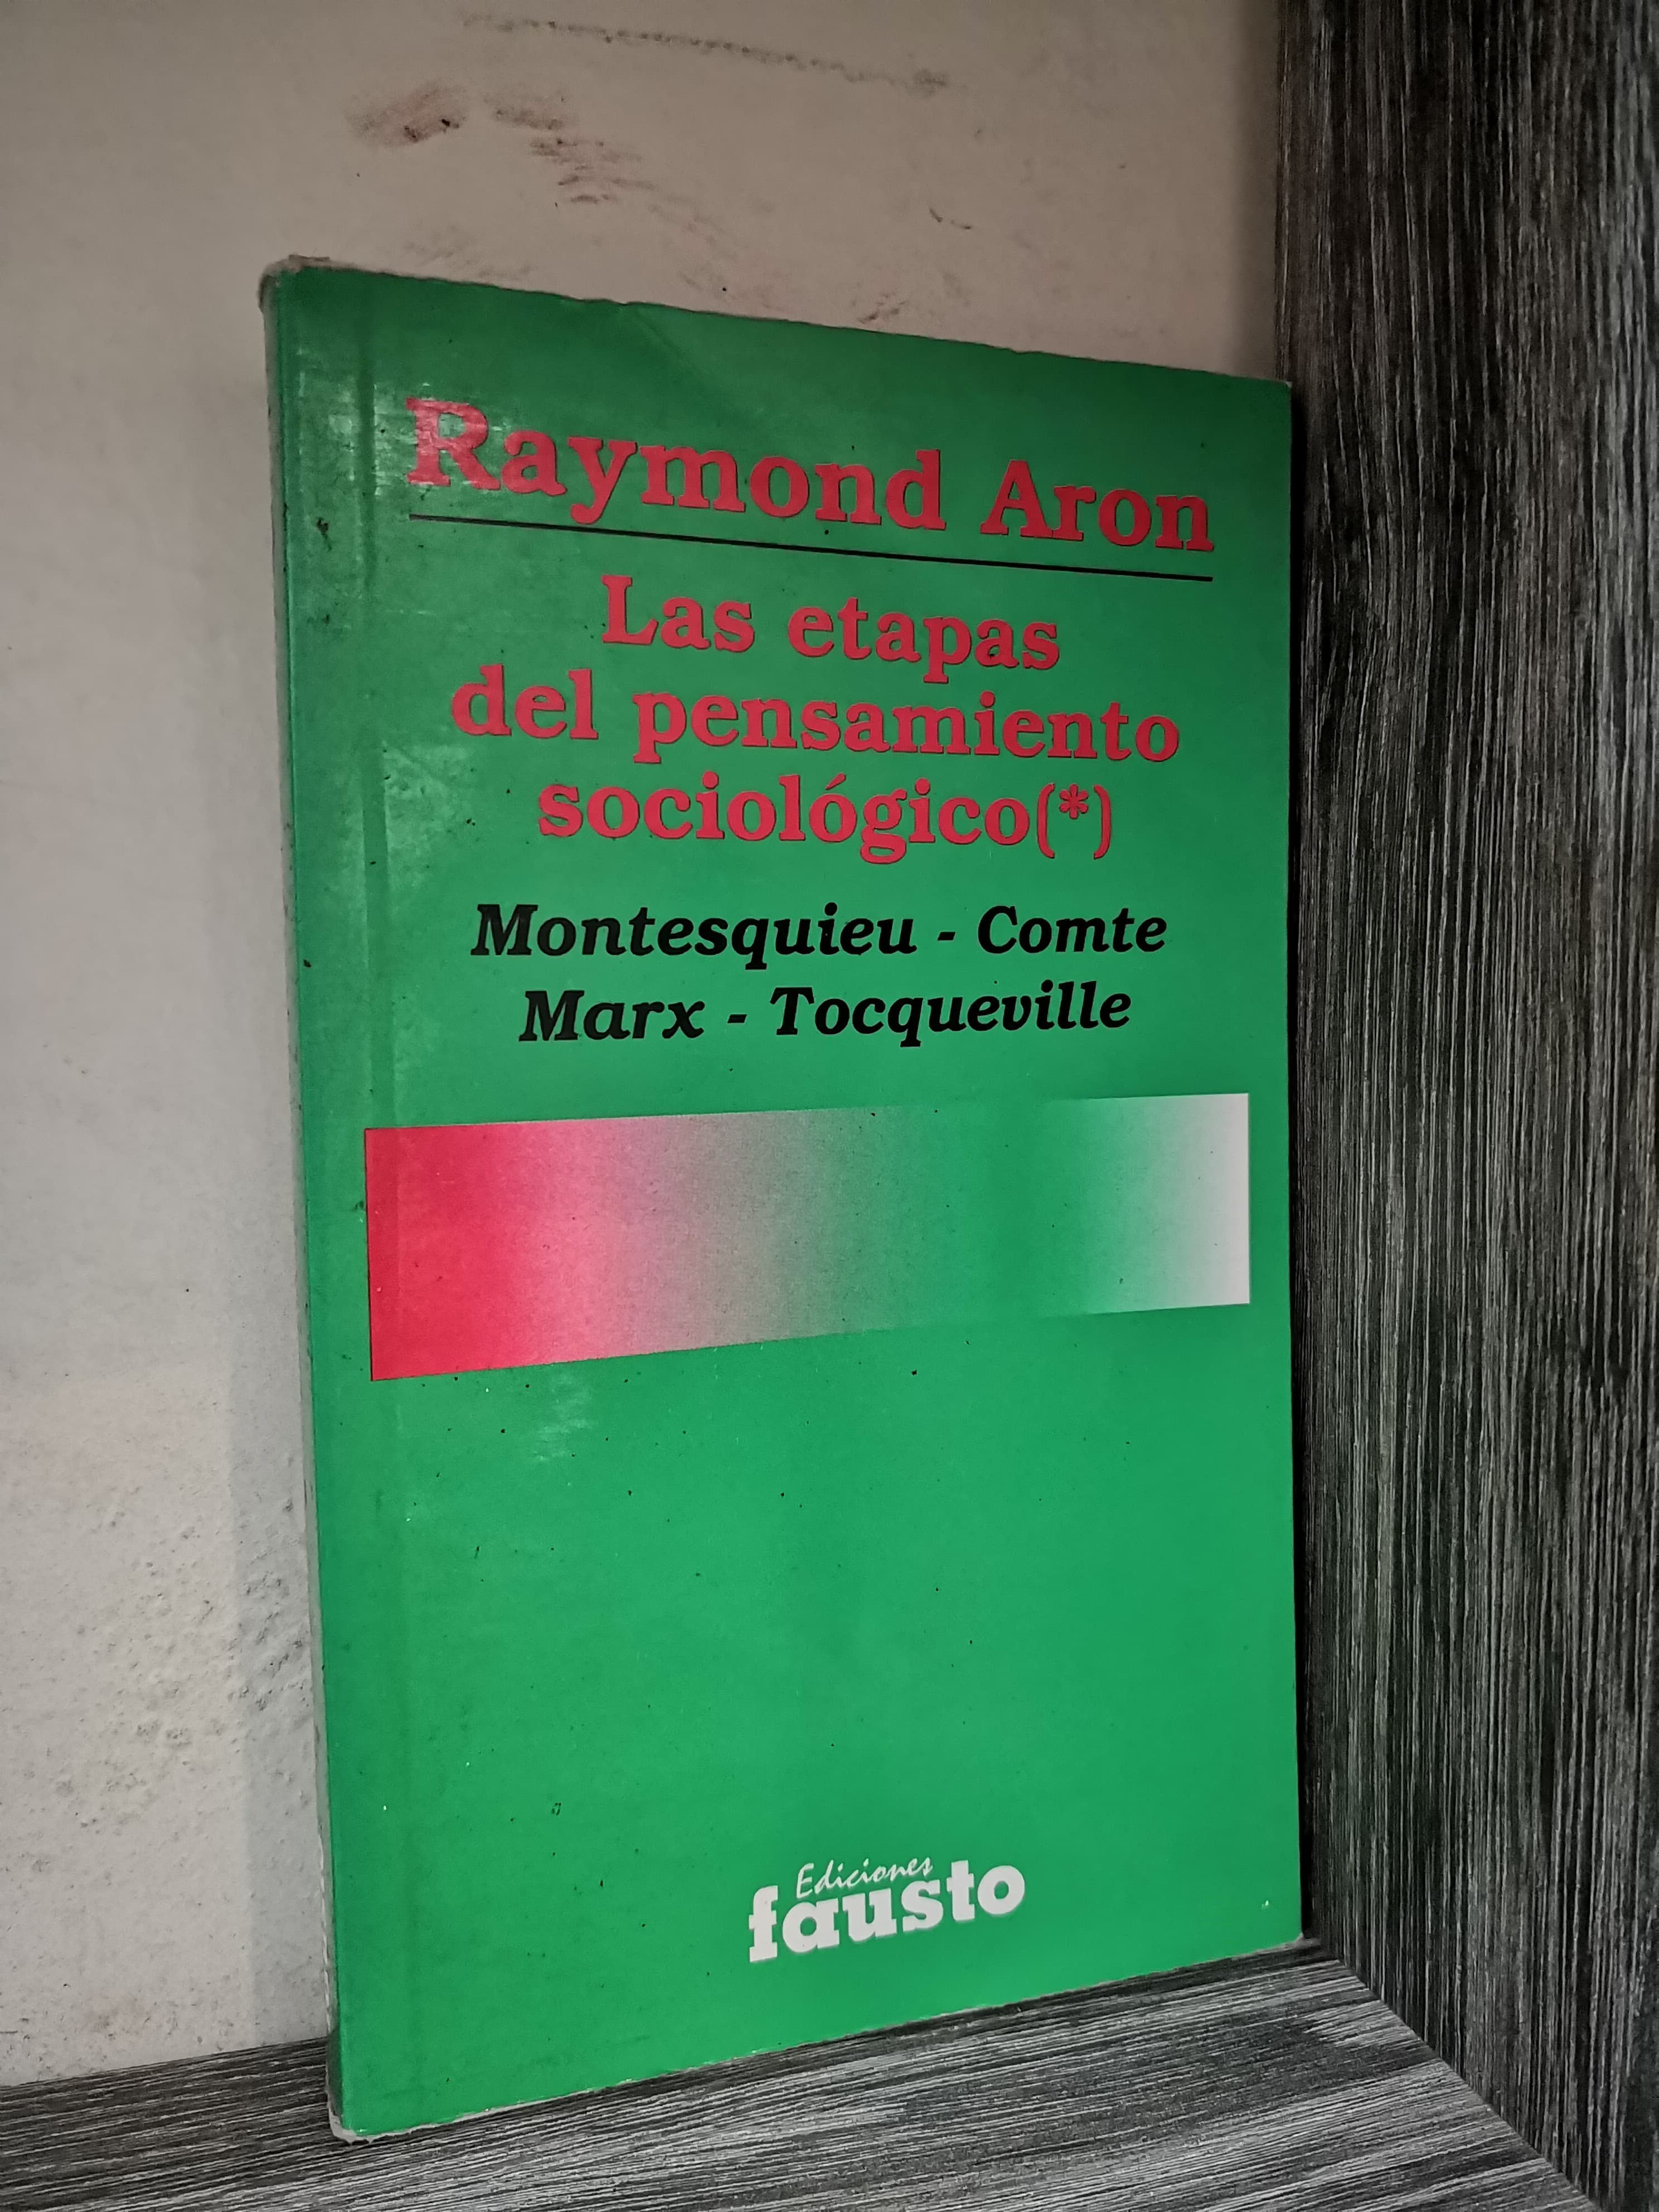 Raymond Aron
Las etapas
del pensamiento
sociológico(*)
Montesquieu - Comte
Marx - Tocqueville
Ediciones
fausto